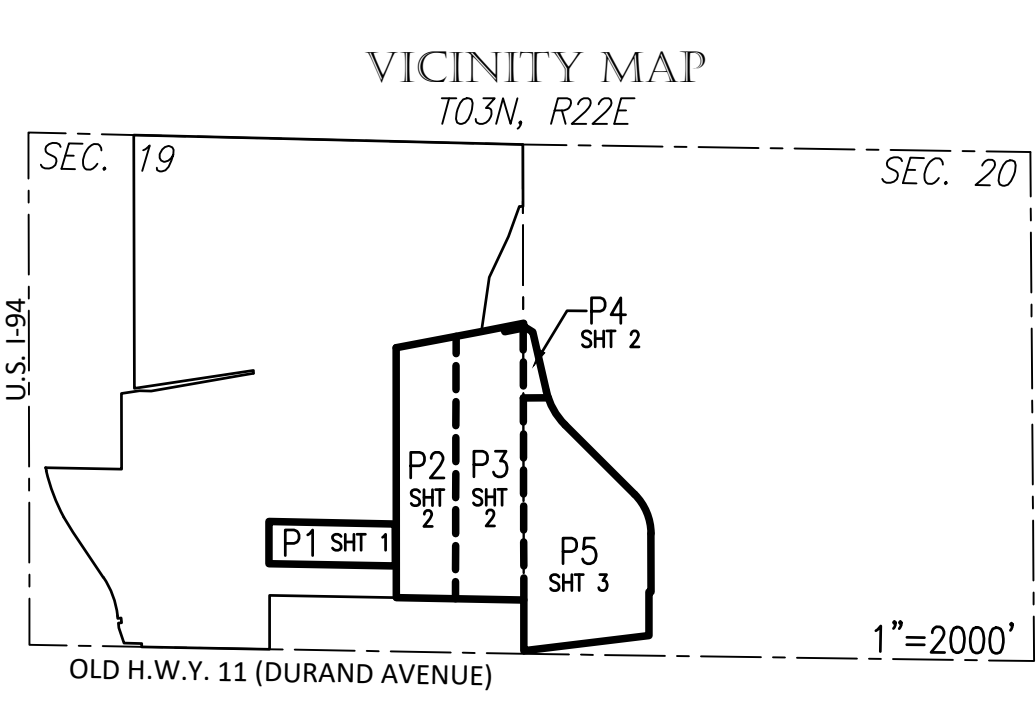 VICINITY MAP
T03N, R22E
SEC. 19
SEC. 20
U.S. I-94
P4
SHT 2
P2
SHT
2
P3
SHT
2
P1 SHT 1
P5
SHT 3
1"=2000'
OLD H.W.Y. 11 (DURAND AVENUE)